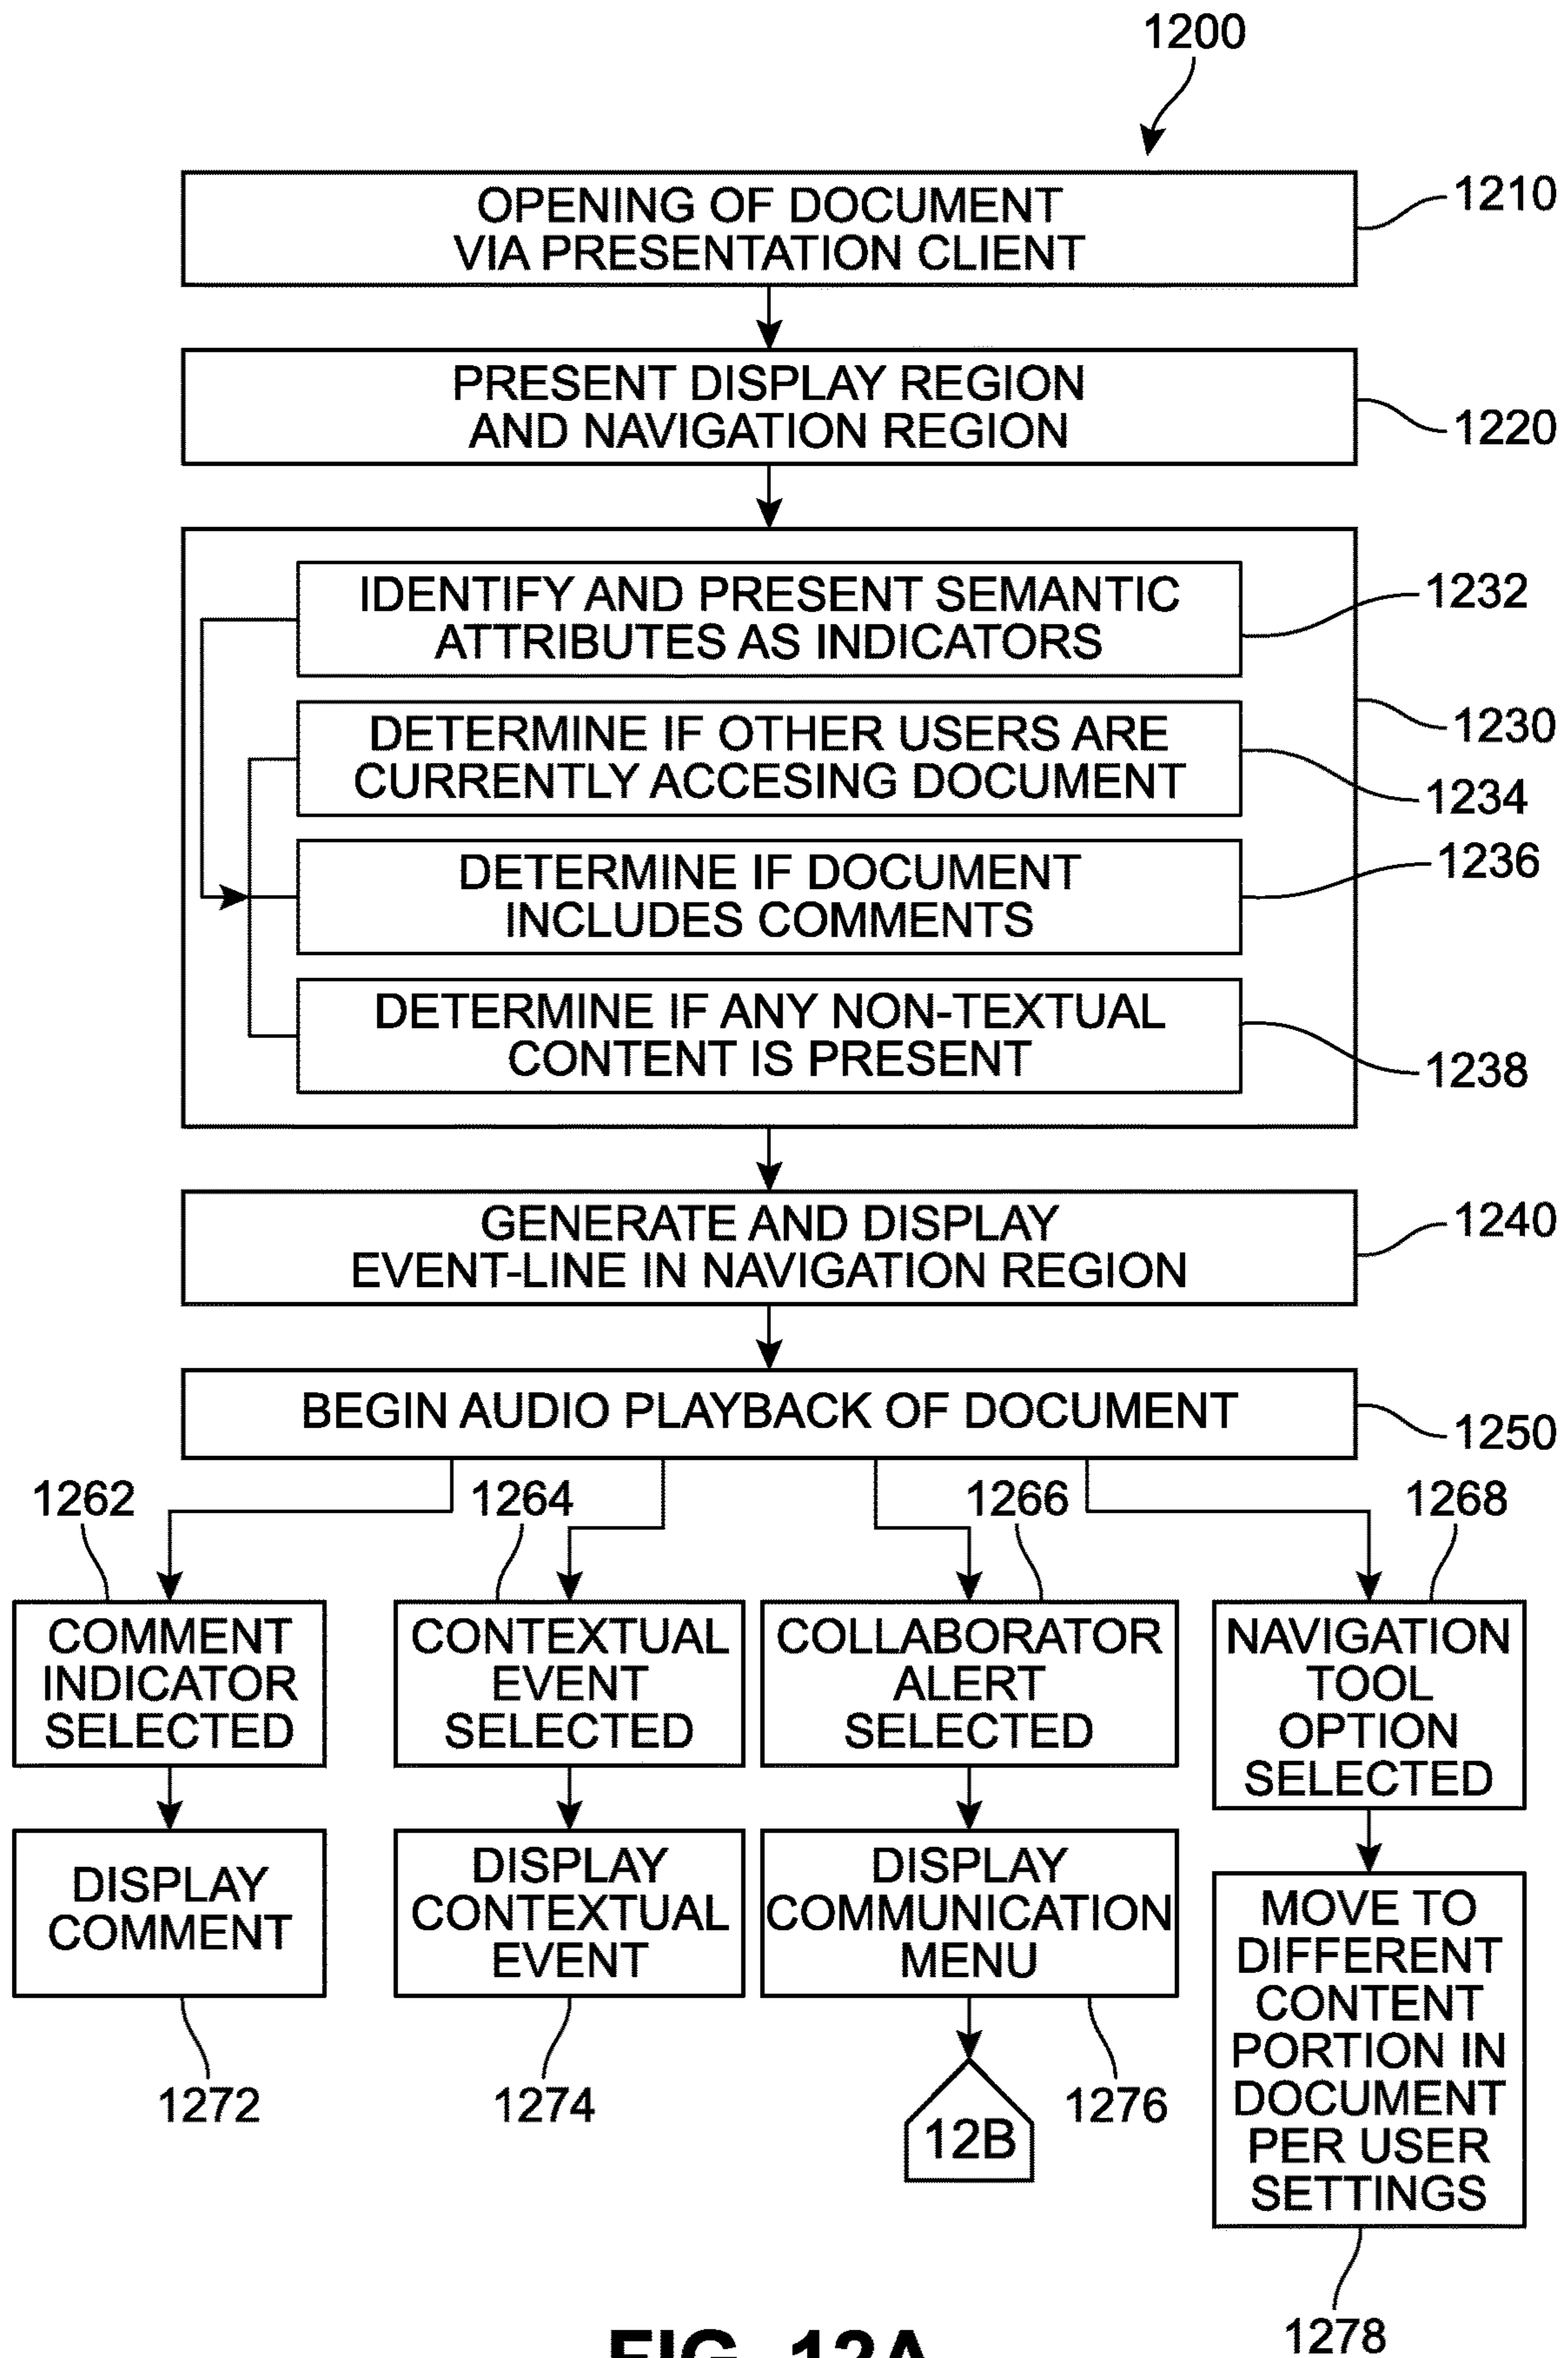 1200
OPENING OF DOCUMENT
VIA PRESENTATION CLIENT
1210
PRESENT DISPLAY REGION
AND NAVIGATION REGION
1220
IDENTIFY AND PRESENT SEMANTIC
ATTRIBUTES AS INDICATORS
1232
1230
DETERMINE IF OTHER USERS ARE
CURRENTLY ACCESING DOCUMENT
1234
DETERMINE IF DOCUMENT
INCLUDES COMMENTS
1236
DETERMINE IF ANY NON-TEXTUAL
CONTENT IS PRESENT
1238
GENERATE AND DISPLAY
EVENT-LINE IN NAVIGATION REGION
1240
BEGIN AUDIO PLAYBACK OF DOCUMENT
1250
1262
COMMENT
INDICATOR
SELECTED
1264
CONTEXTUAL
EVENT
SELECTED
1266
COLLABORATOR
ALERT
SELECTED
1268
NAVIGATION
TOOL
OPTION
SELECTED
DISPLAY
COMMENT
1272
DISPLAY
CONTEXTUAL
EVENT
1274
DISPLAY
COMMUNICATION
MENU
1276
12B
MOVE TO
DIFFERENT
CONTENT
PORTION IN
DOCUMENT
PER USER
SETTINGS
1278
FIG. 12A